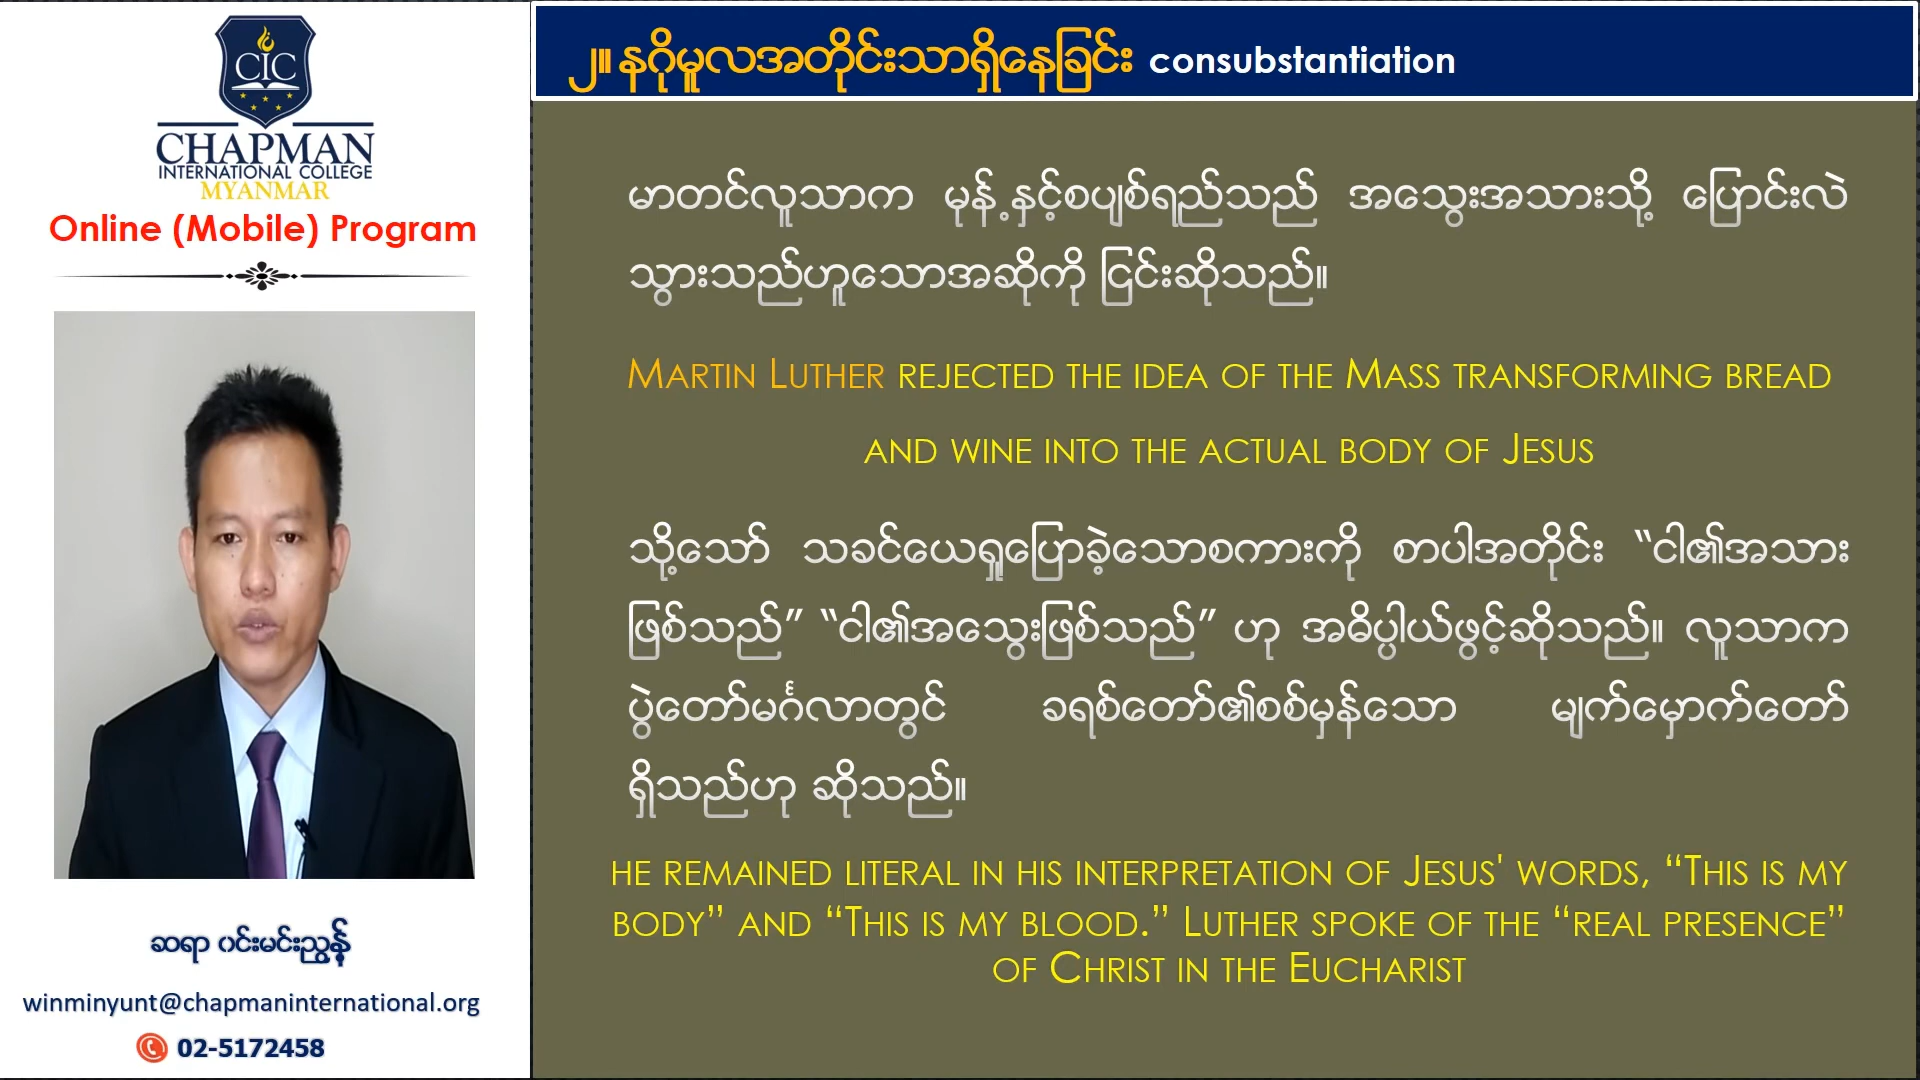 CIC
CHAPMAN
INTERNATIONAL COLLEGE
MYANMAR
Online (Mobile) Program
ဆရာ ဝင်းမင်းညွန့်
winminyunt@chapmaninternational.org
02-5172458
၂။ နဂိုမူလအတိုင်းသာရှိနေခြင်း consubstantiation
မာတင်လူသာက မုန့်နှင့်စပျစ်ရည်သည် အသွေးအသားသို့ ပြောင်းလဲ
သွားသည်ဟူသောအဆိုကို ငြင်းဆိုသည်။
MARTIN LUTHER REJECTED THE IDEA OF THE MASS TRANSFORMING BREAD
AND WINE INTO THE ACTUAL BODY OF JESUS
သို့သော် သခင်ယေရှုပြောခဲ့သောစကားကို စာပါအတိုင်း “ငါ၏အသား
ဖြစ်သည်” “ငါ၏အသွေးဖြစ်သည်” ဟု အဓိပ္ပါယ်ဖွင့်ဆိုသည်။ လူသာက
ပွဲတော်မင်္ဂလာတွင် ခရစ်တော်၏စစ်မှန်သော မျက်မှောက်တော်
ရှိသည်ဟု ဆိုသည်။
HE REMAINED LITERAL IN HIS INTERPRETATION OF JESUS' WORDS, “THIS IS MY
BODY” AND “THIS IS MY BLOOD.” LUTHER SPOKE OF THE “REAL PRESENCE”
OF CHRIST IN THE EUCHARIST